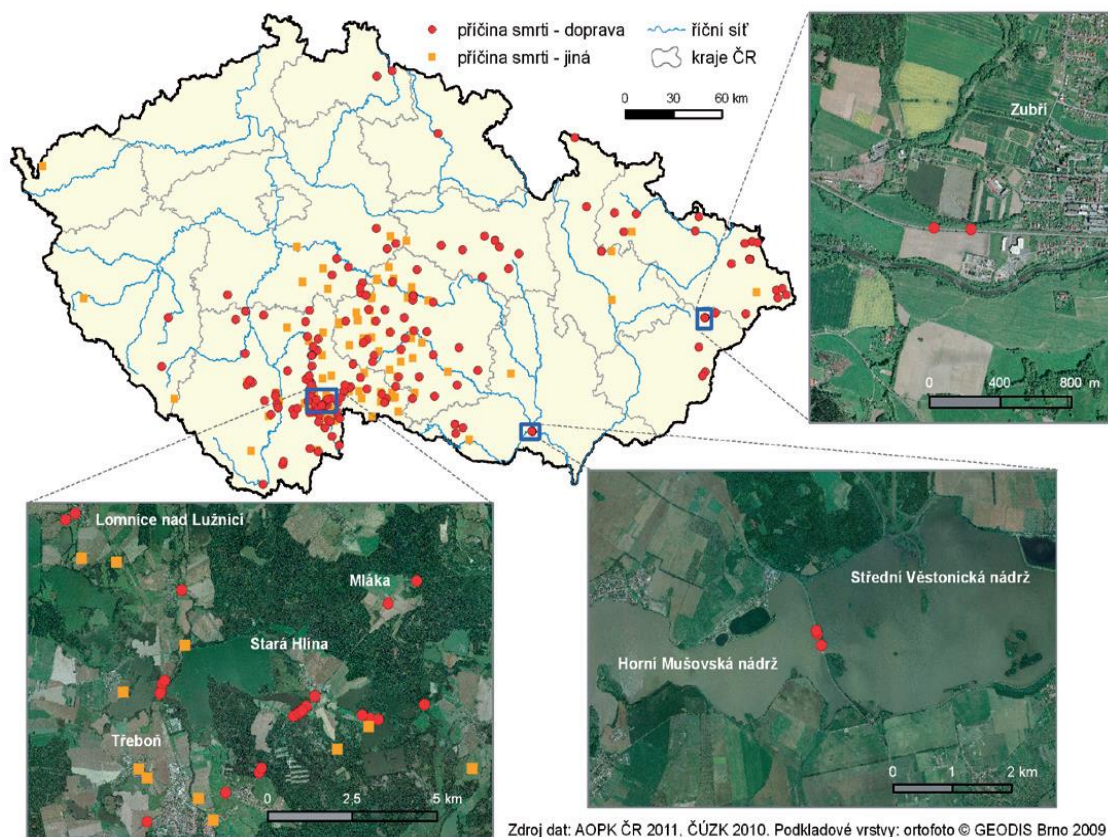 příčina smrti - doprava
příčina smrti - jiná
říční síť
kraje ČR
0 30 60 km
Zubří
0 400 800 m
Lomnice nad Lužnicí
Mláka
Stará Hlína
Třeboň
0 2,5 5 km
Střední Věstonická nádrž
Horní Mušovská nádrž
0 1 2 km
Zdroj dat: AOPK ČR 2011, ČÚZK 2010. Podkladové vrstvy: ortofoto © GEODIS Brno 2009